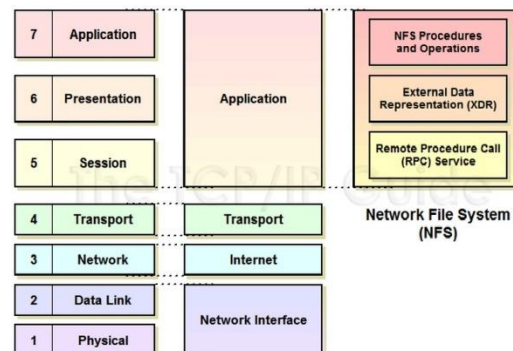 7 Application
6 Presentation
5 Session
4 Transport
3 Network
2 Data Link
1 Physical
Application
Transport
Internet
Network Interface
NFS Procedures
and Operations
External Data
Representation (XDR)
Remote Procedure Call
(RPC) Service
Network File System
(NFS)
The TCP/IP Guide